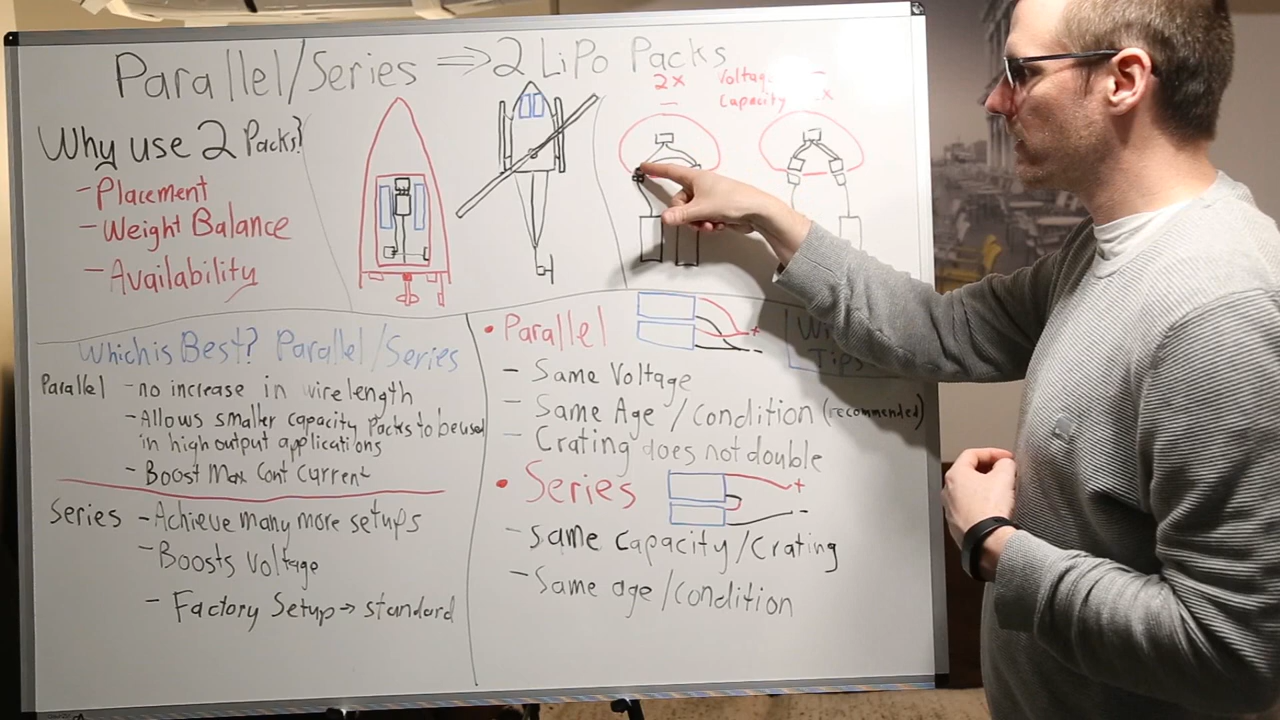 Parallel/Series ⇒ 2 LiPo Packs
Why use 2 Packs?
- Placement
- Weight Balance
- Availability
2x Voltag
— Capacity x
Which is Best? Parallel/Series
Parallel - no increase in wire length
- Allows smaller capacity Packs to be used
in high output applications
- Boost Max Cont Current
Series - Achieve many more setups
- Boosts Voltage
- Factory Setup → standard
• Parallel
+
-
Tips
- Same Voltage
- Same Age / Condition (recommended)
- Crating does not double
• Series
+
-
- Same Capacity/Crating
- Same age/Condition